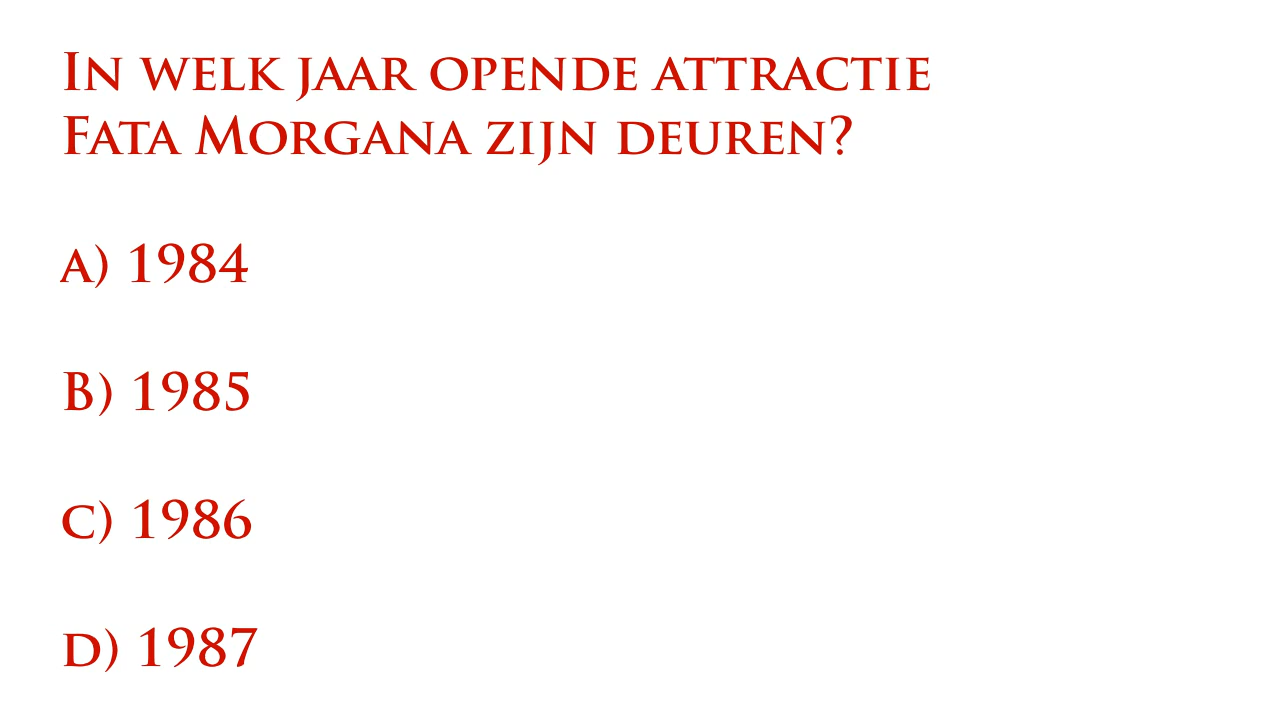 In welk jaar opende attractie
Fata Morgana zijn deuren?
a) 1984
b) 1985
c) 1986
d) 1987